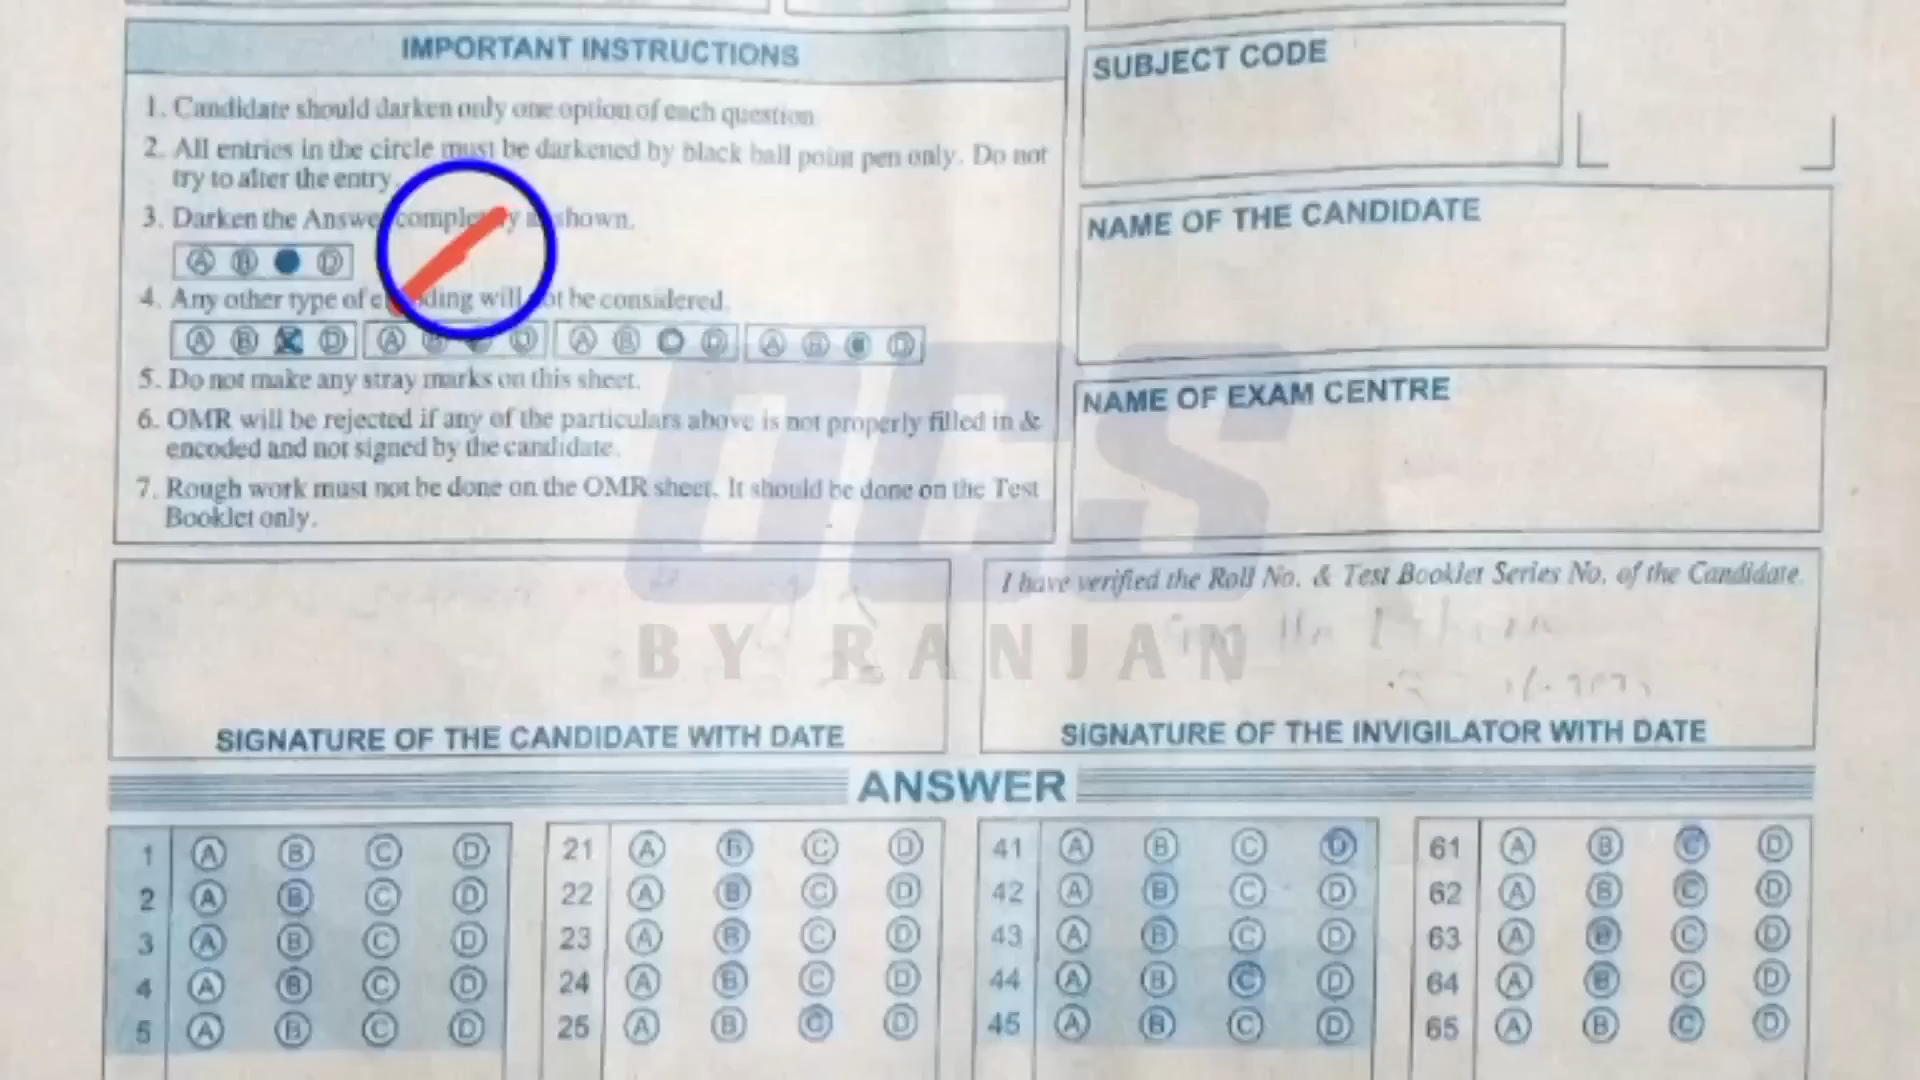 IMPORTANT INSTRUCTIONS
1. Candidate should darken only one option of each question
2. All entries in the circle must be darkened by black ball point pen only. Do not
try to alter the entry.
3. Darken the Answer completely as shown.
A B D
4. Any other type of encoding will not be considered.
A B D A B D A B C D A B D
5. Do not make any stray marks on this sheet.
6. OMR will be rejected if any of the particulars above is not properly filled in &
encoded and not signed by the candidate.
7. Rough work must not be done on the OMR sheet. It should be done on the Test
Booklet only.
SUBJECT CODE
NAME OF THE CANDIDATE
NAME OF EXAM CENTRE
OGS
BY RANJAN
SIGNATURE OF THE CANDIDATE WITH DATE
I have verified the Roll No. & Test Booklet Series No. of the Candidate.
SIGNATURE OF THE INVIGILATOR WITH DATE
ANSWER
1 A B C D 21 A B C D 41 A B C D 61 A B C D
2 A B C D 22 A B C D 42 A B C D 62 A B C D
3 A B C D 23 A B C D 43 A B C D 63 A B C D
4 A B C D 24 A B C D 44 A B C D 64 A B C D
5 A B C D 25 A B C D 45 A B C D 65 A B C D